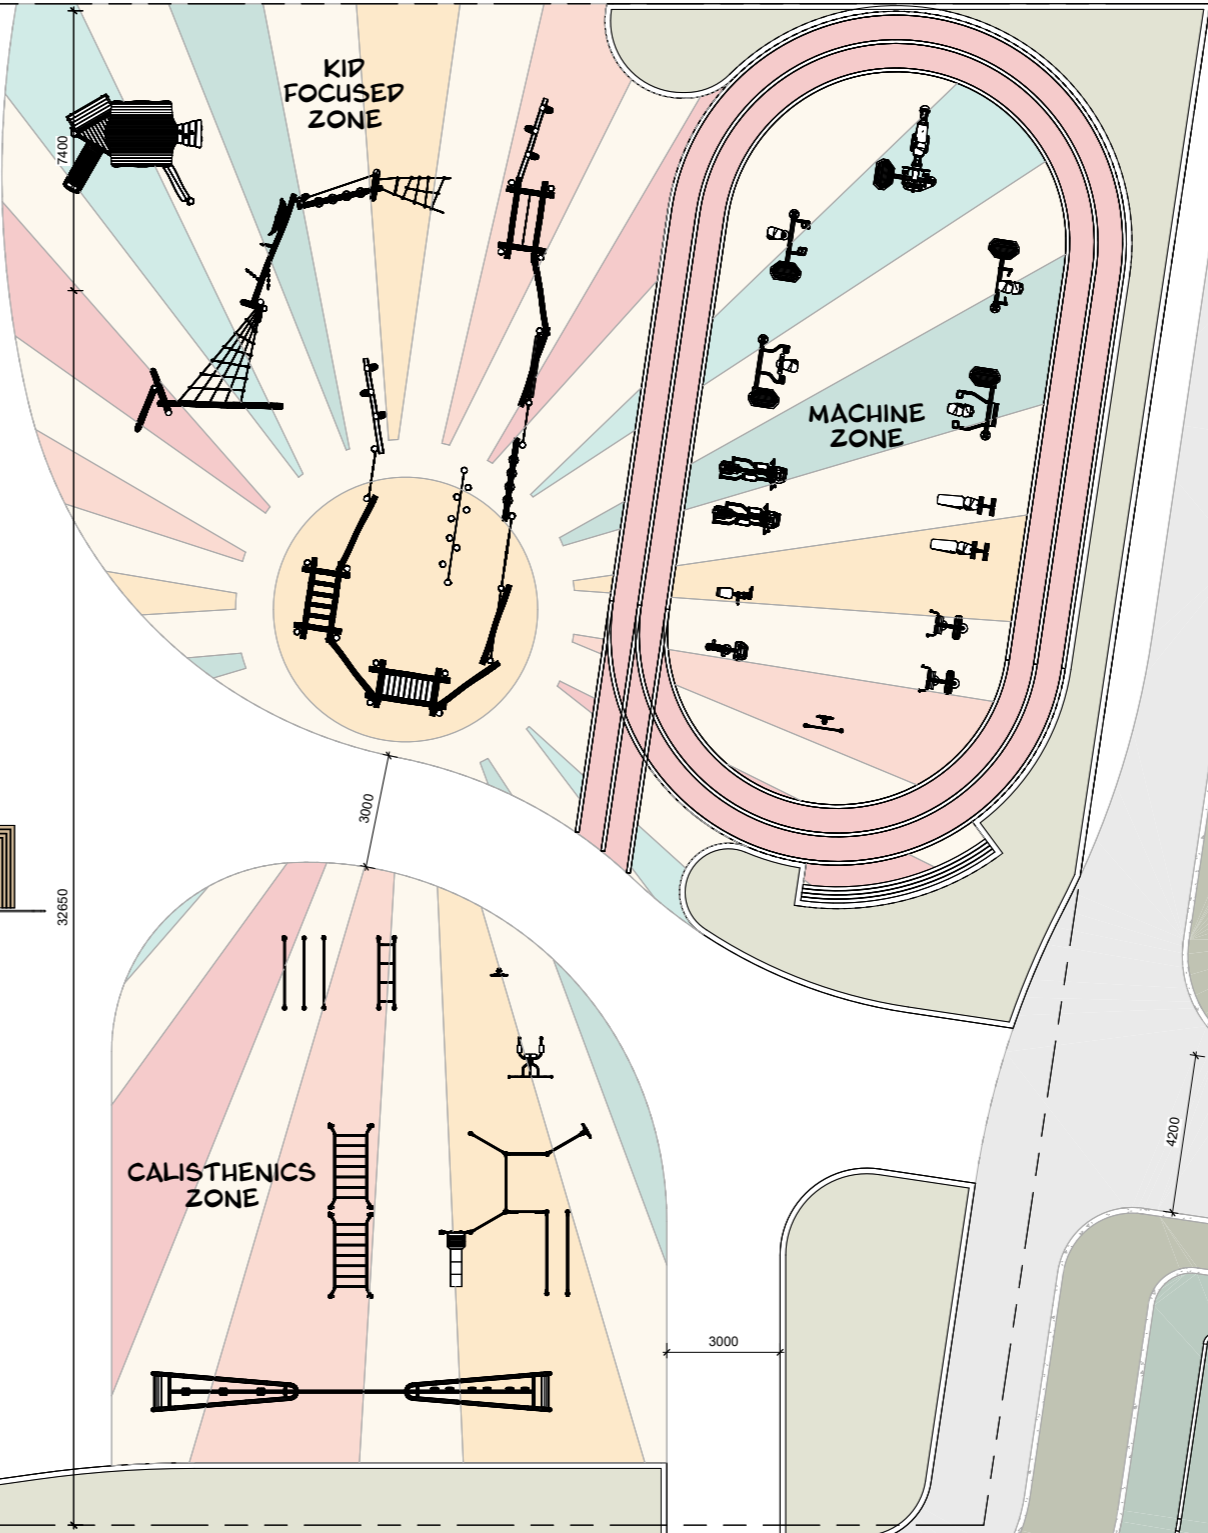 KID
FOCUSED
ZONE
7400
MACHINE
ZONE
3000
32650
4200
CALISTHENICS
ZONE
3000